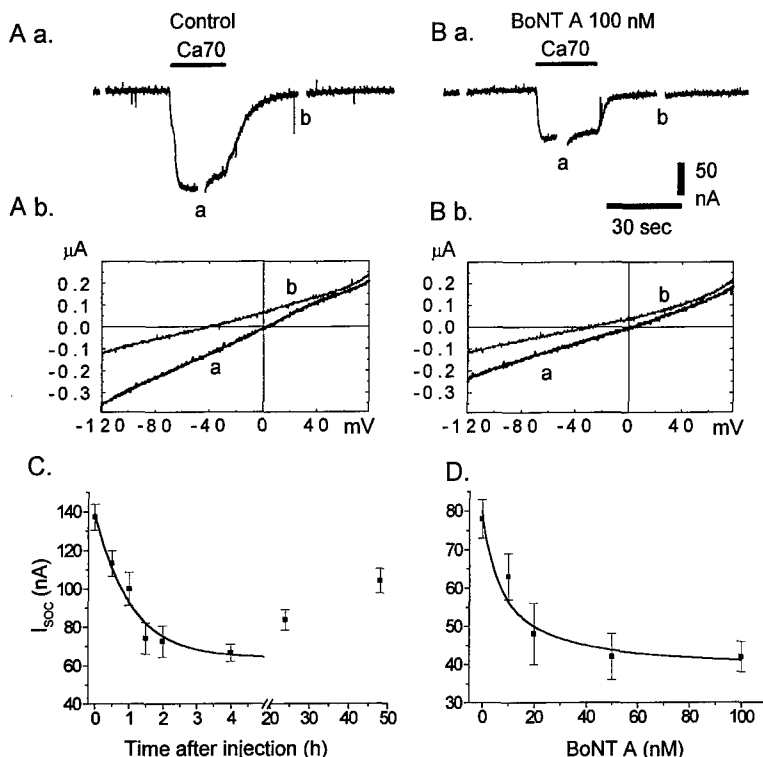 A a.
Control
Ca70
b
a
B a.
BoNT A 100 nM
Ca70
b
a
50
nA
30 sec
A b.
µA
0.2
0.1
0.0
-0.1
-0.2
-0.3
b
a
-120 -80 -40 0 40 mV
B b.
µA
0.2
0.1
0.0
-0.1
-0.2
-0.3
b
a
-120 -80 -40 0 40 mV
C.
140
120
100
80
60
40
I_soc (nA)
0 1 2 3 4 20 30 40 50
Time after injection (h)
D.
80
70
60
50
40
30
0 20 40 60 80 100
BoNT A (nM)